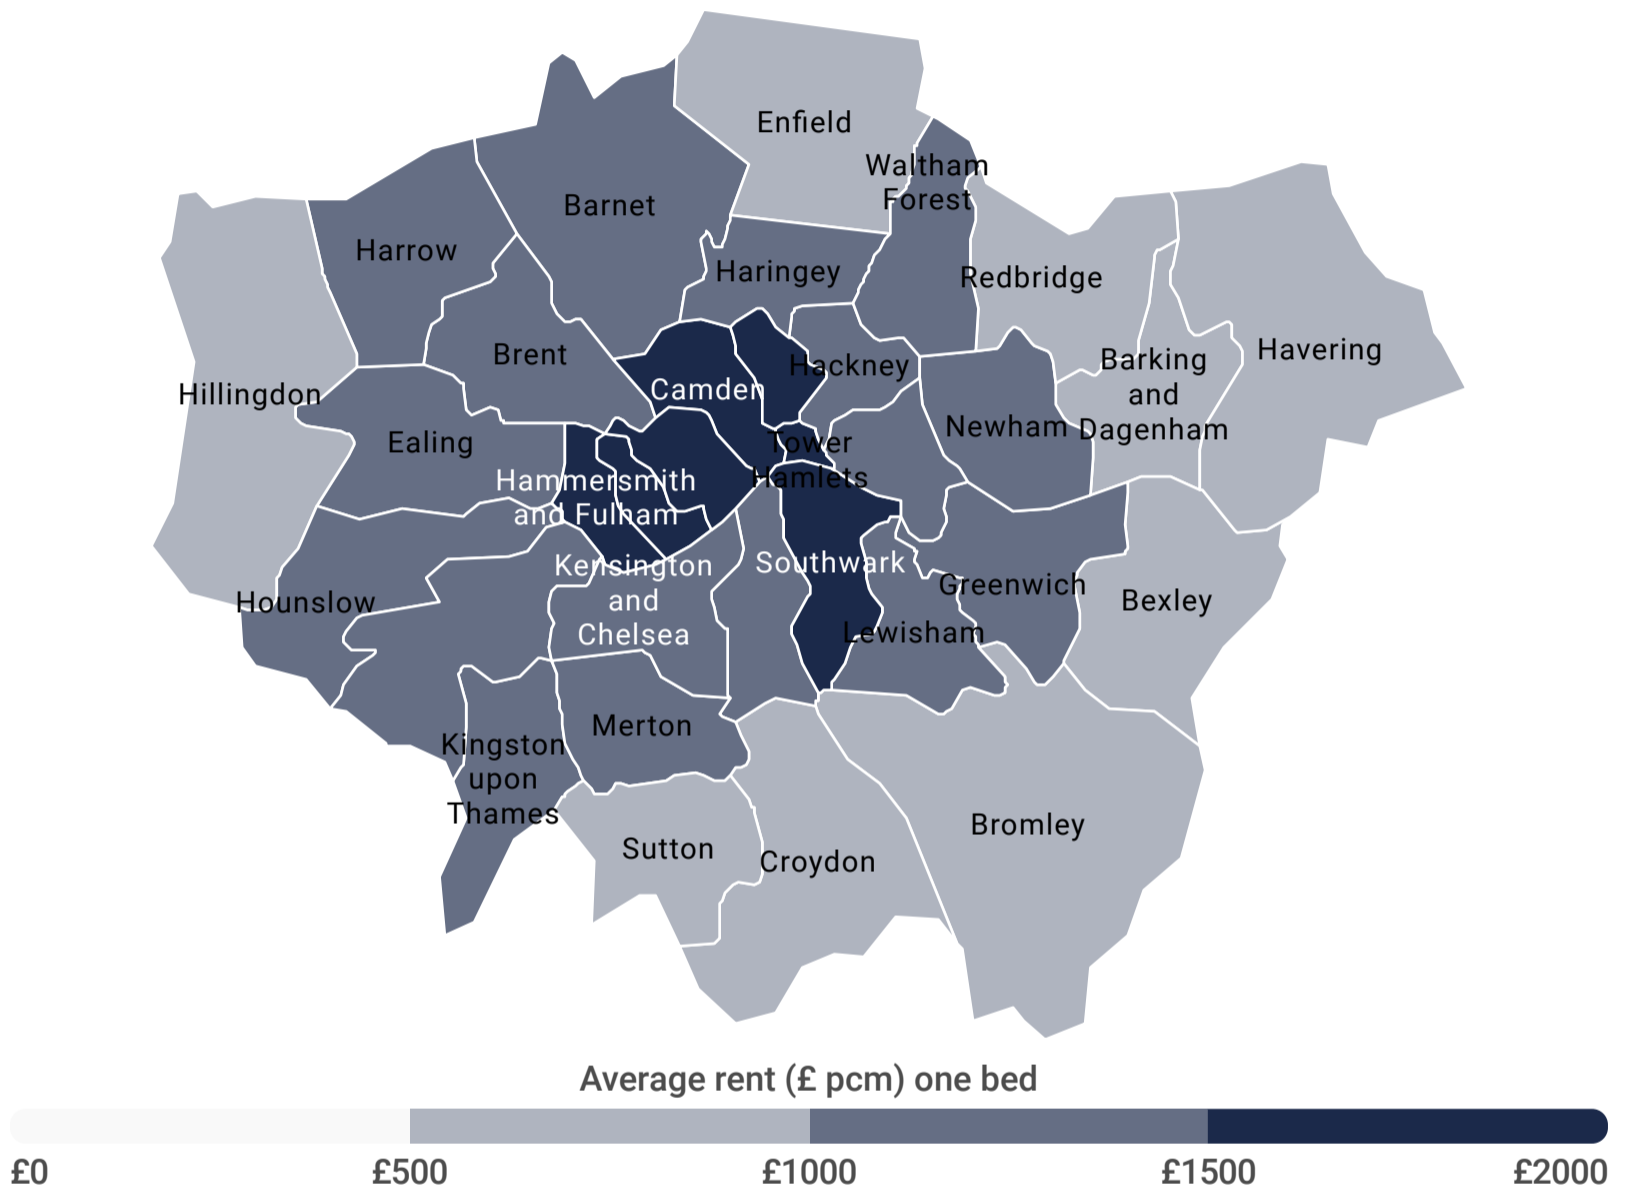 Enfield
Waltham
Forest
Barnet
Harrow
Haringey
Redbridge
Brent
Hackney
Barking
and
Dagenham
Havering
Hillingdon
Camden
Ealing
Tower
Hamlets
Newham
Hammersmith
and Fulham
Kensington
and
Chelsea
Southwark
Greenwich
Bexley
Hounslow
Lewisham
Merton
Kingston
upon
Thames
Bromley
Sutton
Croydon
Average rent (£ pcm) one bed
£0 £500 £1000 £1500 £2000